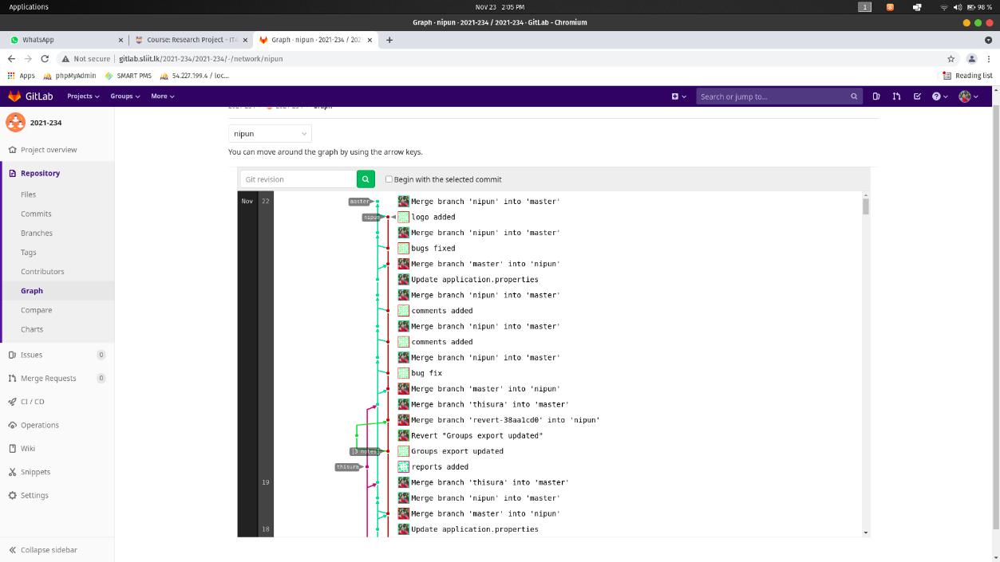 Applications
Nov 23 2:05 PM
1
98 %
Graph · nipun · 2021-234 / 2021-234 · GitLab - Chromium
WhatsApp
Course: Research Project - IT4
Graph · nipun · 2021-234 / 202
Not secure
gitlab.sliit.lk/2021-234/2021-234/-/network/nipun
Apps
phpMyAdmin
SMART PMS
54.227.199.4 / loc...
Reading list
GitLab
Projects
Groups
More
Search or jump to...
2021-234
2021-234
Graph
2021-234
Project overview
Repository
Files
Commits
Branches
Tags
Contributors
Graph
Compare
Charts
Issues 0
Merge Requests 0
CI / CD
Operations
Wiki
Snippets
Settings
Collapse sidebar
nipun
You can move around the graph by using the arrow keys.
Git revision
Begin with the selected commit
Nov 22 master Merge branch 'nipun' into 'master'
nipun logo added
Merge branch 'nipun' into 'master'
bugs fixed
Merge branch 'master' into 'nipun'
Update application.properties
Merge branch 'nipun' into 'master'
comments added
Merge branch 'nipun' into 'master'
comments added
Merge branch 'nipun' into 'master'
bug fix
Merge branch 'master' into 'nipun'
Merge branch 'thisura' into 'master'
Merge branch 'revert-38aa1cd0' into 'nipun'
Revert "Groups export updated"
[3 notes] Groups export updated
thisura reports added
19 Merge branch 'thisura' into 'master'
Merge branch 'nipun' into 'master'
Merge branch 'master' into 'nipun'
18 Update application.properties